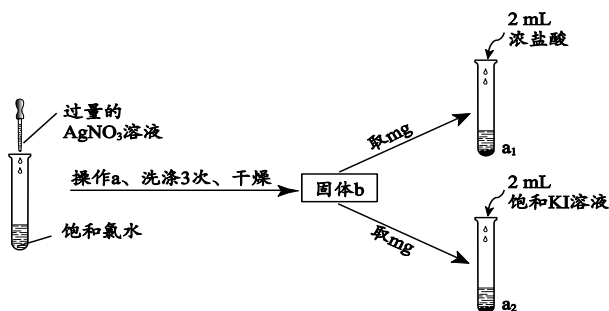 2 mL
浓盐酸
过量的
AgNO₃溶液
取mg
a₁
操作a、洗涤3次、干燥
固体b
2 mL
饱和KI溶液
饱和氯水
取mg
a₂